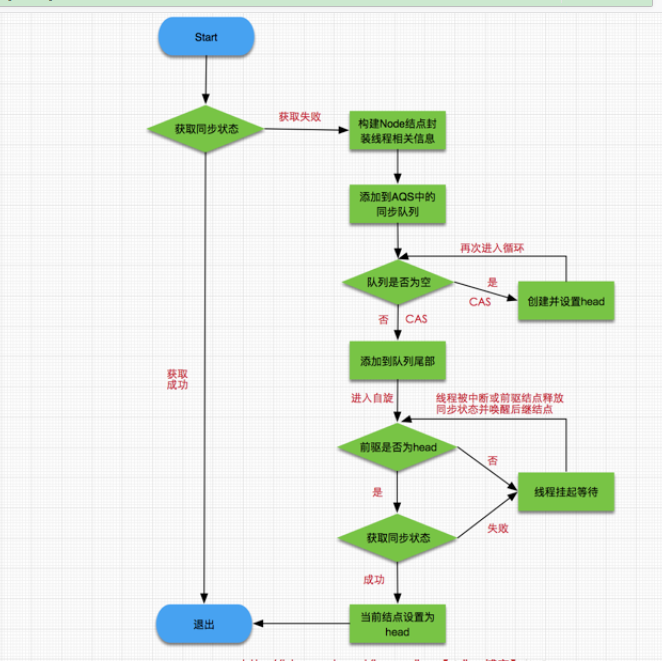 Start
获取同步状态
获取失败
构建Node结点封
装线程相关信息
添加到AQS中的
同步队列
再次进入循环
队列是否为空
是
CAS
创建并设置head
否
CAS
添加到队列尾部
获取
成功
进入自旋
线程被中断或前驱结点释放
同步状态并唤醒后继结点
前驱是否为head
否
线程挂起等待
是
获取同步状态
失败
成功
退出
当前结点设置为
head